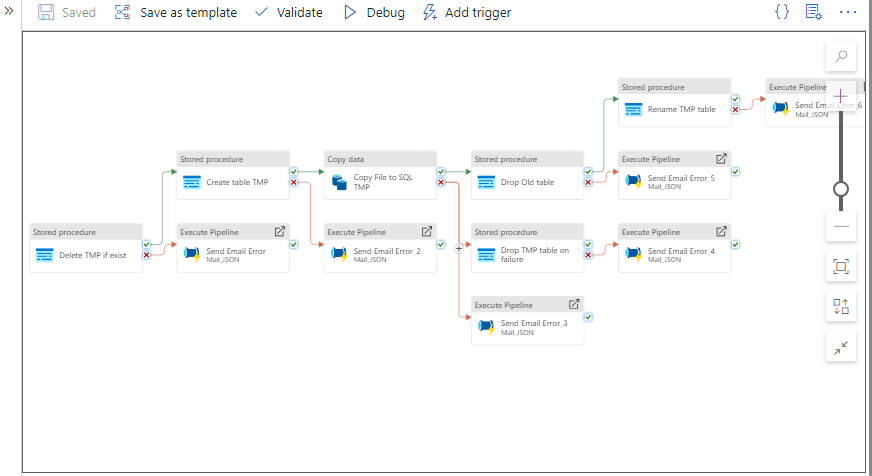 Saved
Save as template
Validate
Debug
Add trigger
Stored procedure
Rename TMP table
Execute Pipeline
Send Email Error_6
Mail_JSON
Stored procedure
Create table TMP
Copy data
Copy File to SQL
TMP
Stored procedure
Drop Old table
Execute Pipeline
Send Email Error_5
Mail_JSON
Stored procedure
Delete TMP if exist
Execute Pipeline
Send Email Error
Mail_JSON
Execute Pipeline
Send Email Error_2
Mail_JSON
Stored procedure
Drop TMP table on
failure
Execute Pipeline
Send Email Error_4
Mail_JSON
Execute Pipeline
Send Email Error_3
Mail_JSON